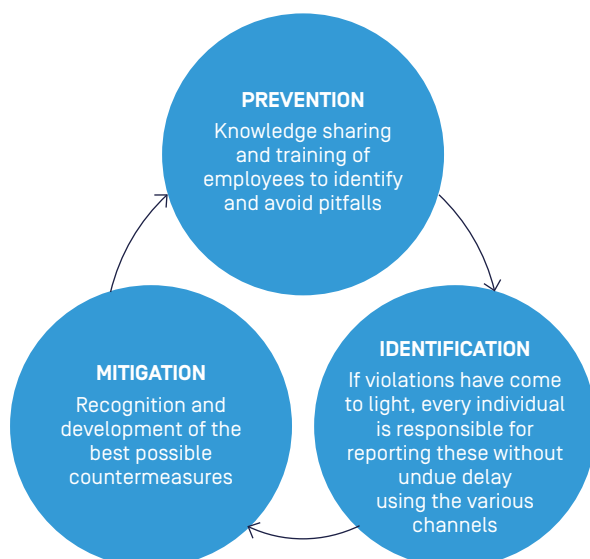 PREVENTION
Knowledge sharing
and training of
employees to identify
and avoid pitfalls
IDENTIFICATION
If violations have come
to light, every individual
is responsible for
reporting these without
undue delay
using the various
channels
MITIGATION
Recognition and
development of the
best possible
countermeasures